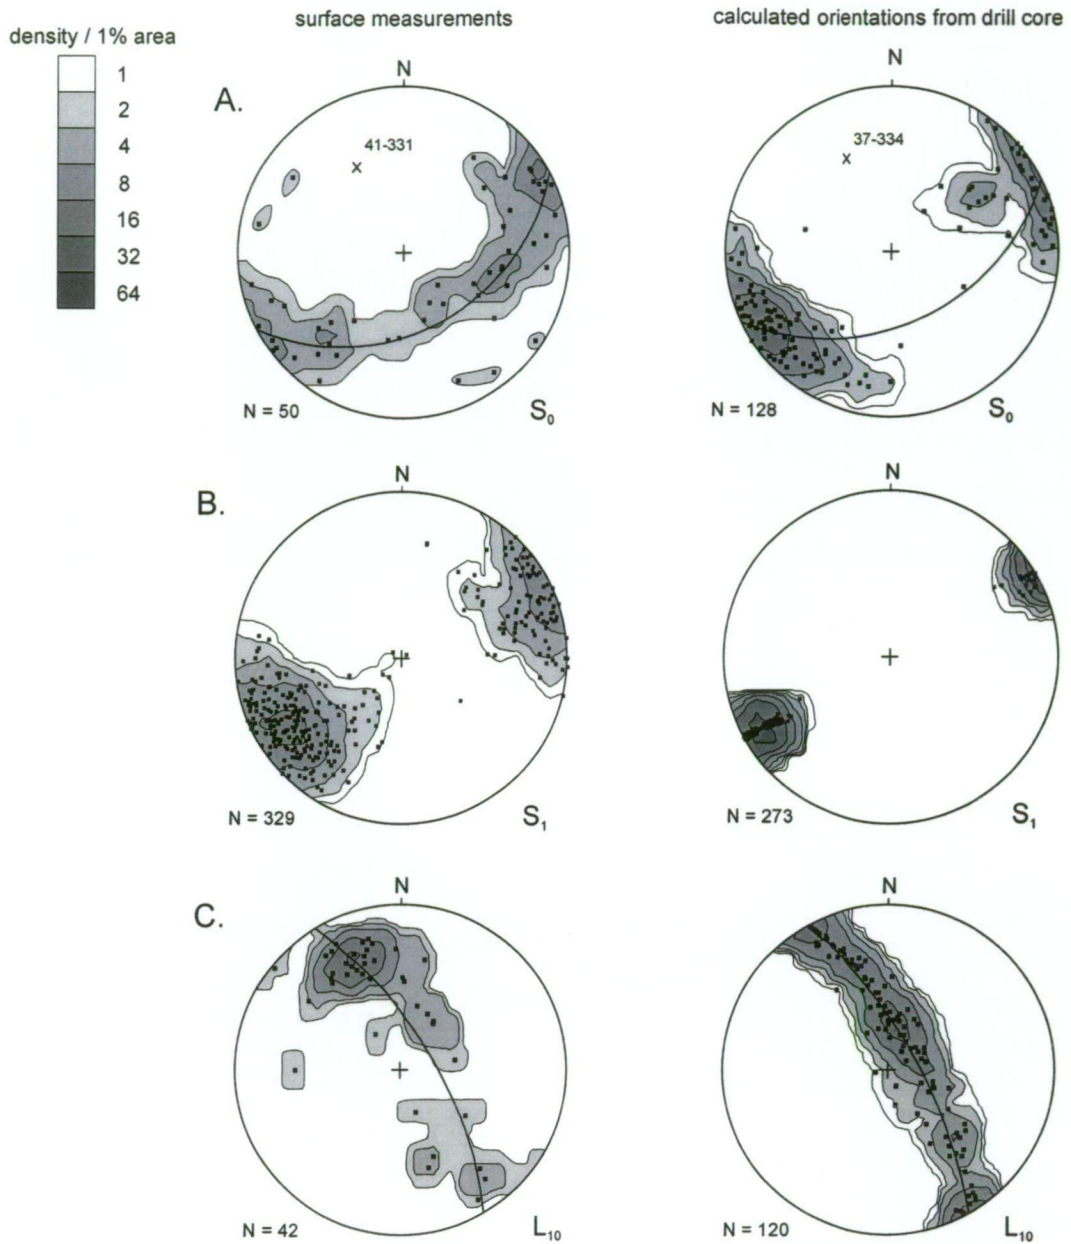 surface measurements
calculated orientations from drill core
density / 1% area
1
2
4
8
16
32
64
A.
N
41-331
x
N = 50
S₀
N
37-334
x
N = 128
S₀
B.
N
N = 329
S₁
N
N = 273
S₁
C.
N
N = 42
L₁₀
N
N = 120
L₁₀